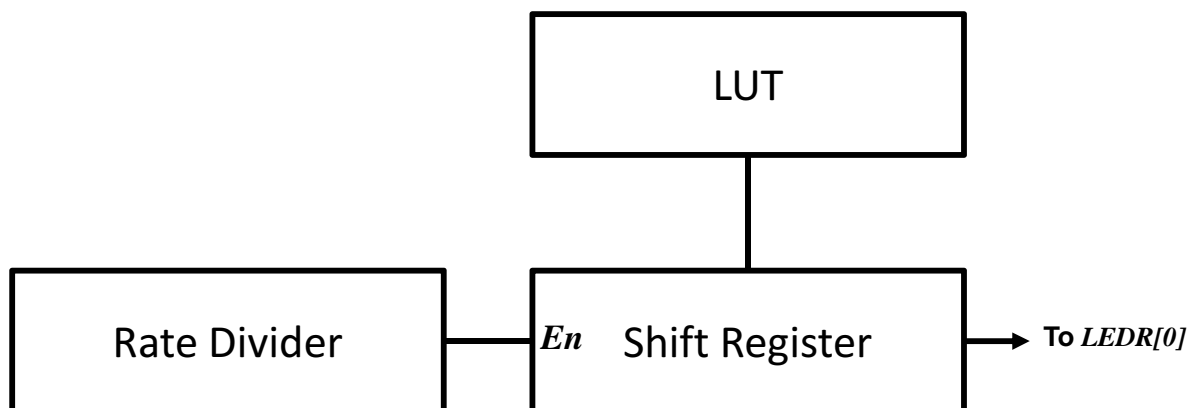 LUT
Rate Divider
En
Shift Register
To LEDR[0]